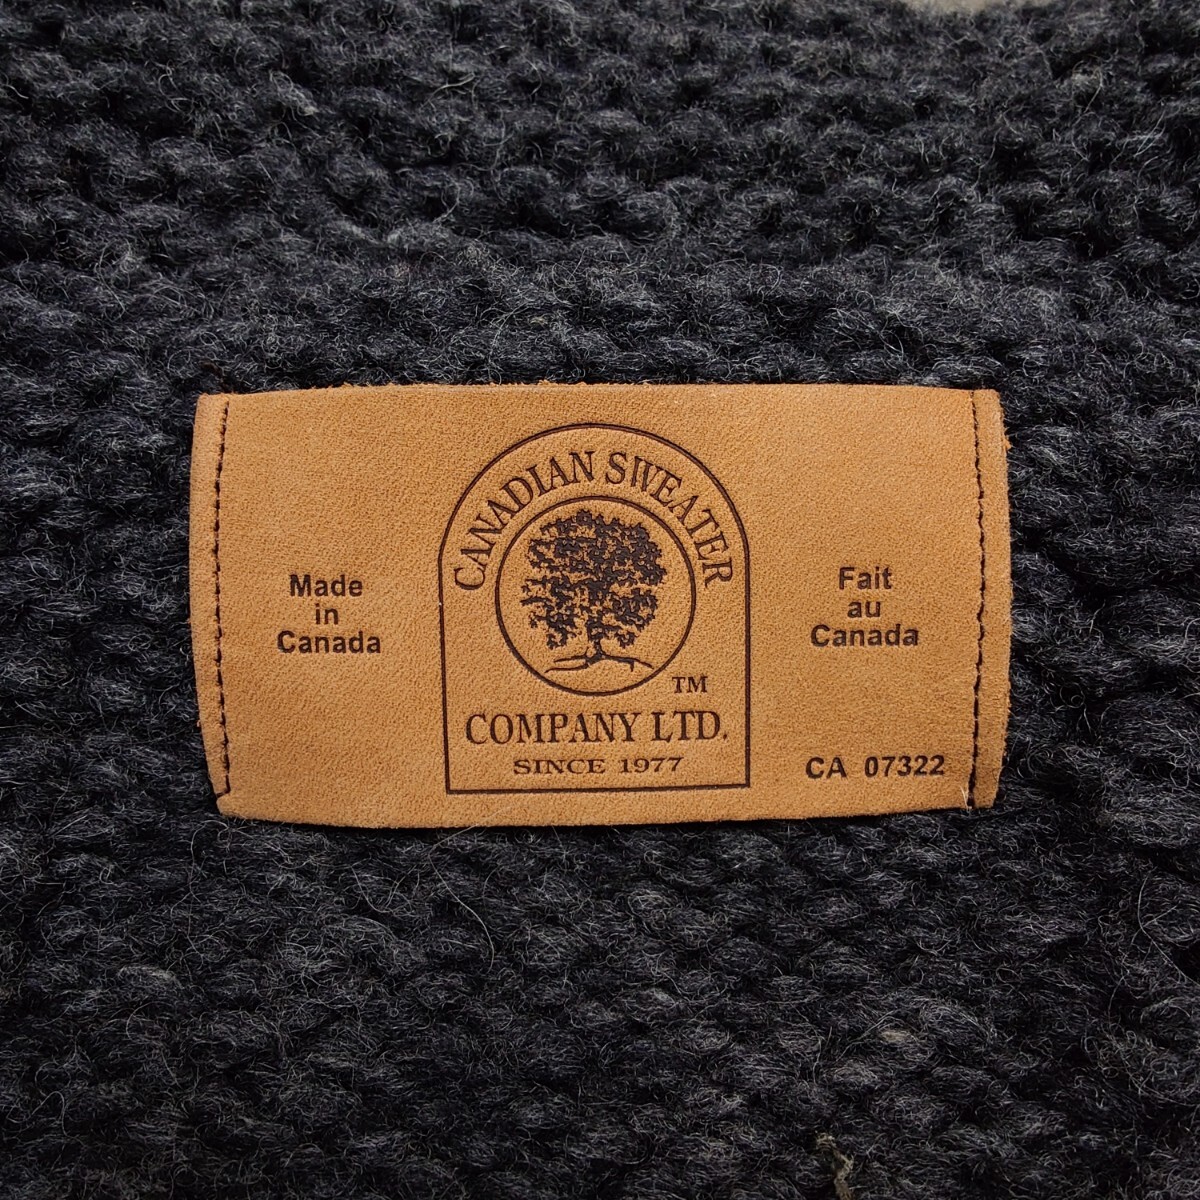 Made
in
Canada
CANADIAN SWEATER
TM
COMPANY LTD.
SINCE 1977
Fait
au
Canada
CA 07322